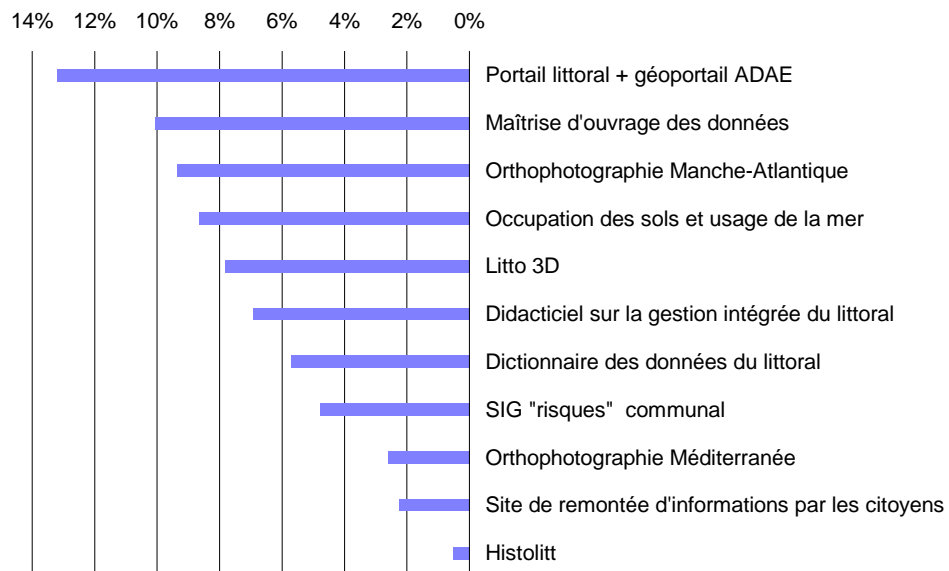 14% 12% 10% 8% 6% 4% 2% 0%
Portail littoral + géoportail ADAE
Maîtrise d'ouvrage des données
Orthophotographie Manche-Atlantique
Occupation des sols et usage de la mer
Litto 3D
Didacticiel sur la gestion intégrée du littoral
Dictionnaire des données du littoral
SIG "risques"  communal
Orthophotographie Méditerranée
Site de remontée d'informations par les citoyens
Histolitt